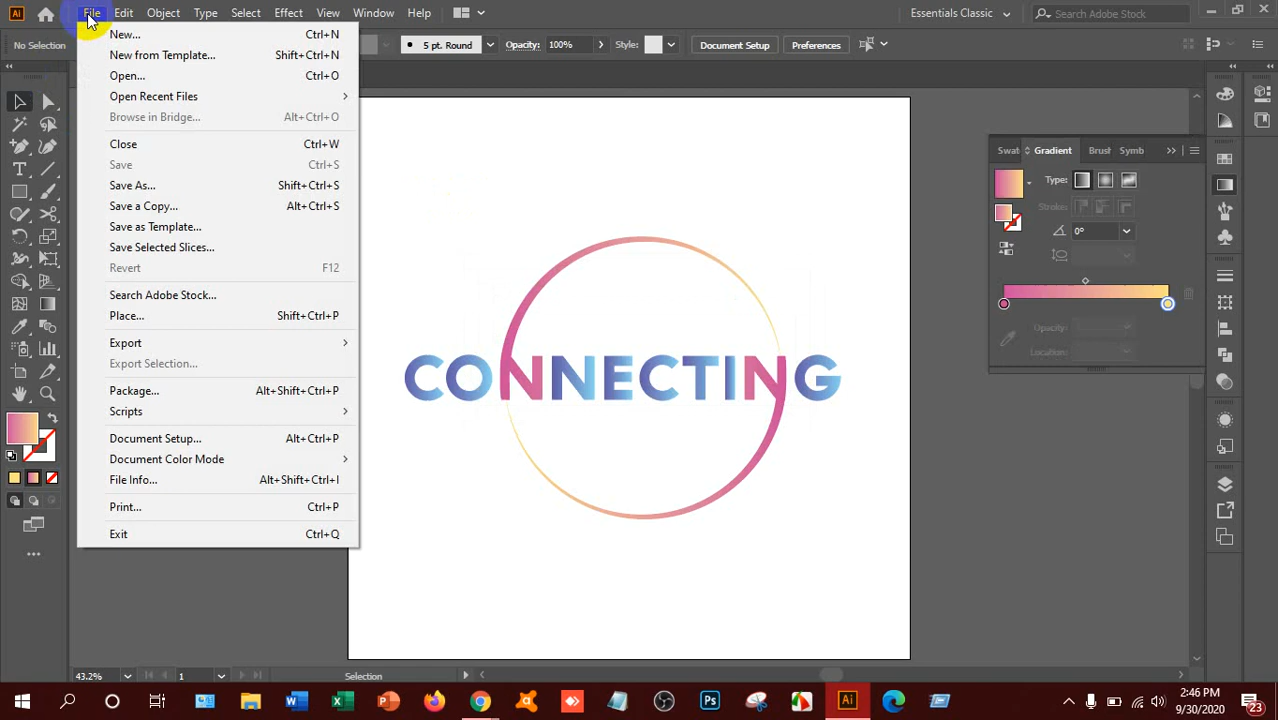 Ai File Edit Object Type Select Effect View Window Help Essentials Classic Search Adobe Stock
No Selection 5 pt. Round Opacity: 100% Style: Document Setup Preferences
New... Ctrl+N
New from Template... Shift+Ctrl+N
Open... Ctrl+O
Open Recent Files
Browse in Bridge... Alt+Ctrl+O
Close Ctrl+W
Save Ctrl+S
Save As... Shift+Ctrl+S
Save a Copy... Alt+Ctrl+S
Save as Template...
Save Selected Slices...
Revert F12
Search Adobe Stock...
Place... Shift+Ctrl+P
Export
Export Selection...
Package... Alt+Shift+Ctrl+P
Scripts
Document Setup... Alt+Ctrl+P
Document Color Mode
File Info... Alt+Shift+Ctrl+I
Print... Ctrl+P
Exit Ctrl+Q
CONNECTING
Swat Gradient Brush Symb
Type:
Stroke:
0°
Opacity:
Location:
43.2% 1 Selection
Ps Ai
2:46 PM
9/30/2020
23